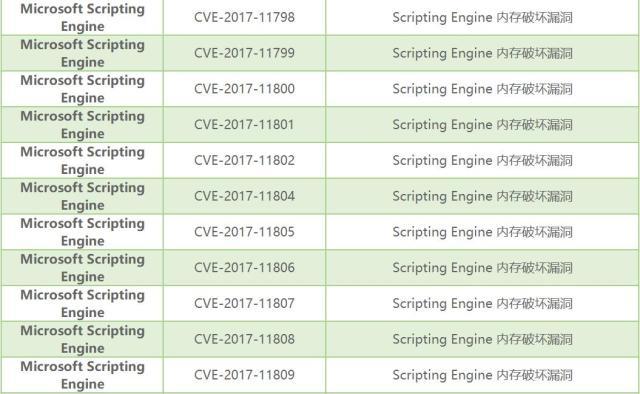 Microsoft Scripting
Engine
CVE-2017-11798
Scripting Engine 内存破坏漏洞
Microsoft Scripting
Engine
CVE-2017-11799
Scripting Engine 内存破坏漏洞
Microsoft Scripting
Engine
CVE-2017-11800
Scripting Engine 内存破坏漏洞
Microsoft Scripting
Engine
CVE-2017-11801
Scripting Engine 内存破坏漏洞
Microsoft Scripting
Engine
CVE-2017-11802
Scripting Engine 内存破坏漏洞
Microsoft Scripting
Engine
CVE-2017-11804
Scripting Engine 内存破坏漏洞
Microsoft Scripting
Engine
CVE-2017-11805
Scripting Engine 内存破坏漏洞
Microsoft Scripting
Engine
CVE-2017-11806
Scripting Engine 内存破坏漏洞
Microsoft Scripting
Engine
CVE-2017-11807
Scripting Engine 内存破坏漏洞
Microsoft Scripting
Engine
CVE-2017-11808
Scripting Engine 内存破坏漏洞
Microsoft Scripting
Engine
CVE-2017-11809
Scripting Engine 内存破坏漏洞